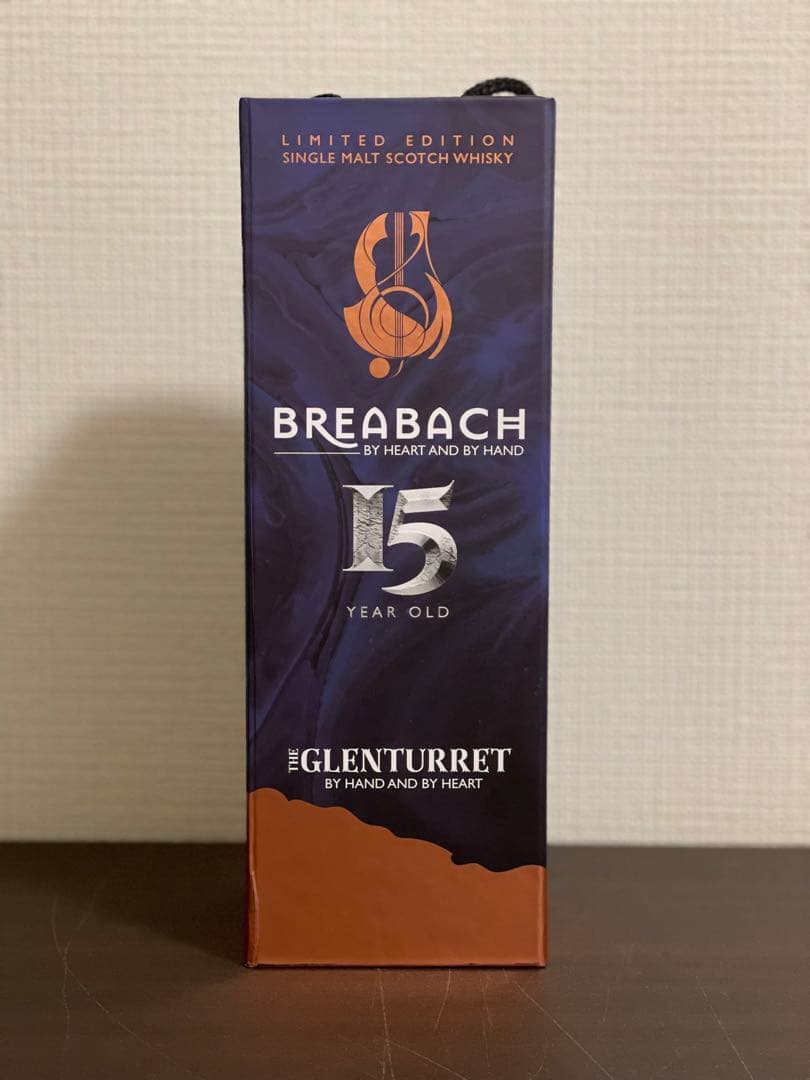 LIMITED EDITION
SINGLE MALT SCOTCH WHISKY
BREABACH
BY HEART AND BY HAND
15
YEAR OLD
THE GLENTURRET
BY HAND AND BY HEART